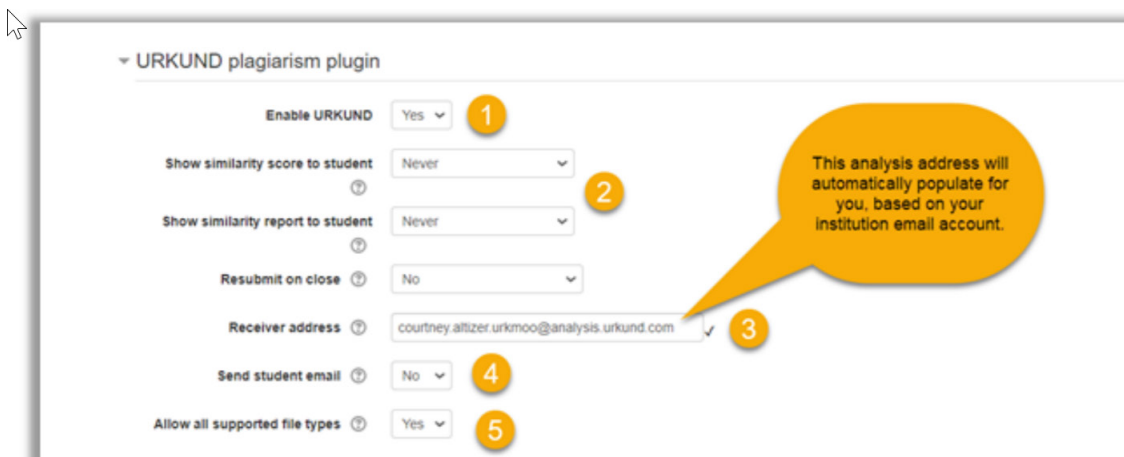 URKUND plagiarism plugin
Enable URKUND Yes 1
Show similarity score to student Never
2
Show similarity report to student Never
Resubmit on close No
Receiver address courtney.altizer.urkmoo@analysis.urkund.com 3
Send student email No 4
Allow all supported file types Yes 5
This analysis address will
automatically populate for
you, based on your
institution email account.